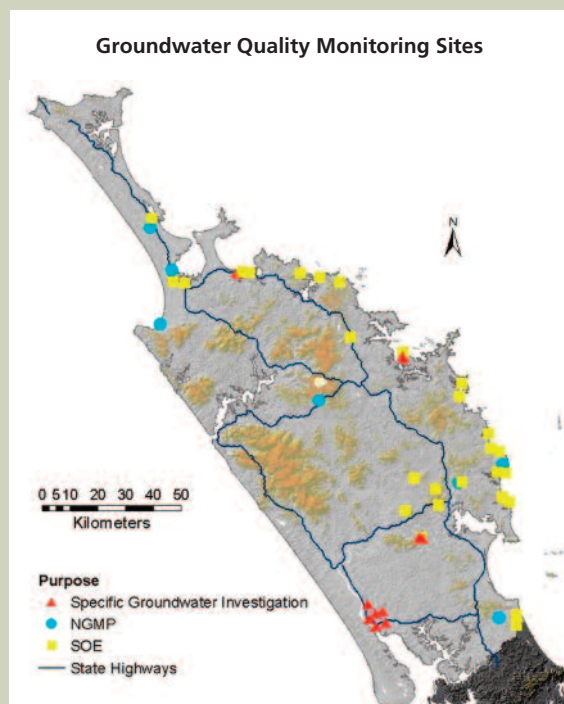 Groundwater Quality Monitoring Sites
N
0 5 10 20 30 40 50
Kilometers
Purpose
Specific Groundwater Investigation
NGMP
SOE
State Highways